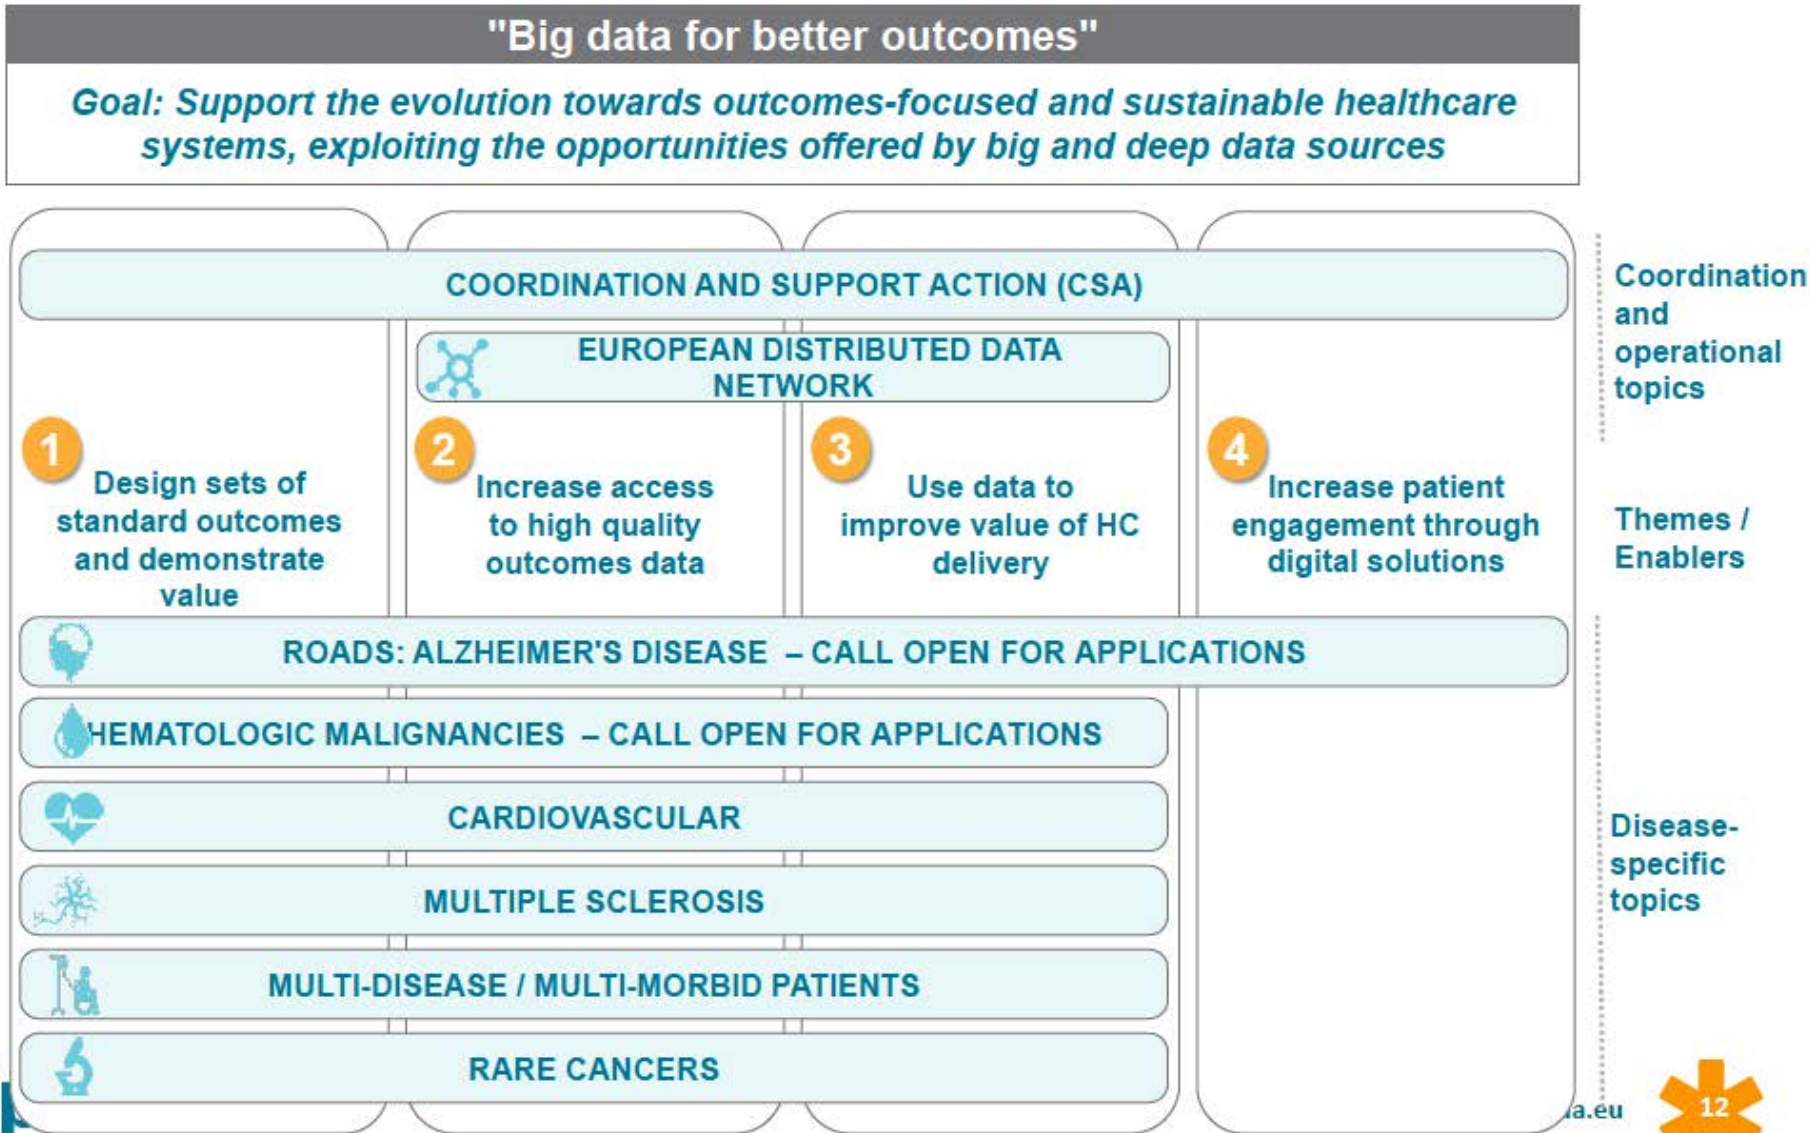 "Big data for better outcomes"
Goal: Support the evolution towards outcomes-focused and sustainable healthcare
systems, exploiting the opportunities offered by big and deep data sources
COORDINATION AND SUPPORT ACTION (CSA)
EUROPEAN DISTRIBUTED DATA
NETWORK
Coordination
and
operational
topics
1
Design sets of
standard outcomes
and demonstrate
value
2
Increase access
to high quality
outcomes data
3
Use data to
improve value of HC
delivery
4
Increase patient
engagement through
digital solutions
Themes /
Enablers
ROADS: ALZHEIMER'S DISEASE – CALL OPEN FOR APPLICATIONS
HEMATOLOGIC MALIGNANCIES – CALL OPEN FOR APPLICATIONS
CARDIOVASCULAR
MULTIPLE SCLEROSIS
MULTI-DISEASE / MULTI-MORBID PATIENTS
RARE CANCERS
Disease-
specific
topics
ia.eu
12